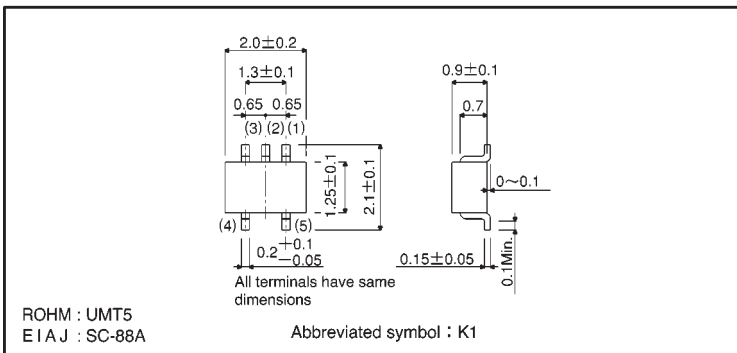 2.0±0.2
1.3±0.1
0.65 0.65
(3) (2) (1)
1.25±0.1
2.1±0.1
(4) (5)
0.2 +0.1
−0.05
All terminals have same
dimensions
0.9±0.1
0.7
0~0.1
0.15±0.05
0.1Min.
ROHM : UMT5
EIAJ : SC-88A
Abbreviated symbol : K1